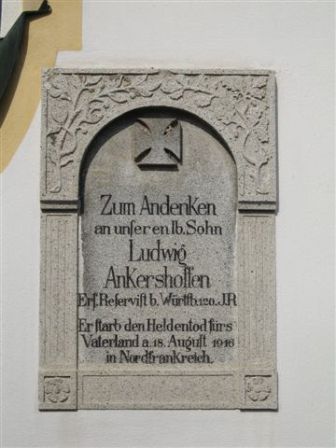 Zum Andenken
an unseren lb. Sohn
Ludwig
Ankershoffen
Ers. Reservist b. Württb. 120. J.R
Er starb den Heldentod fürs
Vaterland a. 18. August 1916
in Nordfrankreich.